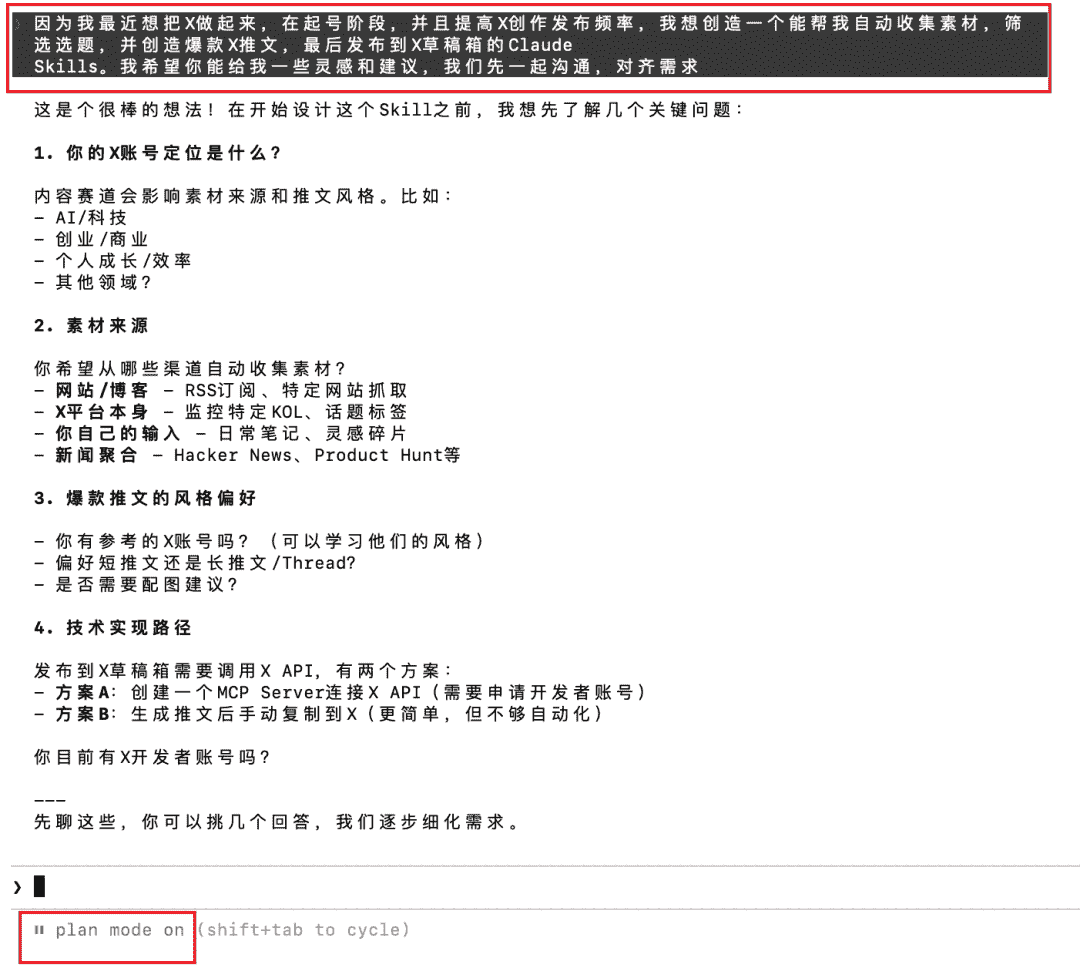 › 因为我最近想把X做起来，在起号阶段，并且提高X创作发布频率，我想创造一个能帮我自动收集素材，筛
选选题，并创造爆款X推文，最后发布到X草稿箱的Claude
Skills。我希望你能给我一些灵感和建议，我们先一起沟通，对齐需求
这是个很棒的想法！在开始设计这个Skill之前，我想先了解几个关键问题：
1. 你的X账号定位是什么？
内容赛道会影响素材来源和推文风格。比如：
- AI/科技
- 创业/商业
- 个人成长/效率
- 其他领域？
2. 素材来源
你希望从哪些渠道自动收集素材？
- 网站/博客 - RSS订阅、特定网站抓取
- X平台本身 - 监控特定KOL、话题标签
- 你自己的输入 - 日常笔记、灵感碎片
- 新闻聚合 - Hacker News、Product Hunt等
3. 爆款推文的风格偏好
- 你有参考的X账号吗？（可以学习他们的风格）
- 偏好短推文还是长推文/Thread?
- 是否需要配图建议？
4. 技术实现路径
发布到X草稿箱需要调用X API，有两个方案：
- 方案A：创建一个MCP Server连接X API（需要申请开发者账号）
- 方案B：生成推文后手动复制到X（更简单，但不够自动化）
你目前有X开发者账号吗？
---
先聊这些，你可以挑几个回答，我们逐步细化需求。
❯
⏸ plan mode on (shift+tab to cycle)